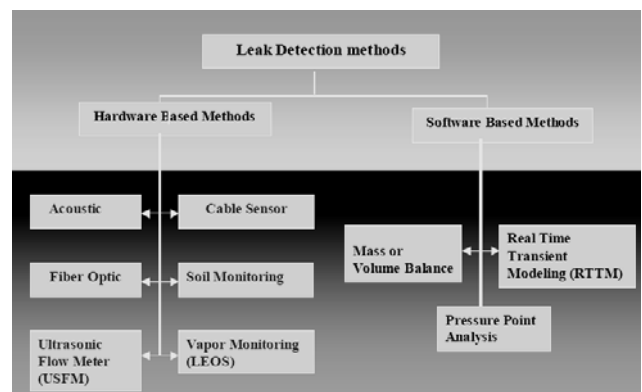 Leak Detection methods
Hardware Based Methods
Software Based Methods
Acoustic
Cable Sensor
Fiber Optic
Soil Monitoring
Ultrasonic
Flow Meter
(USFM)
Vapor Monitoring
(LEOS)
Mass or
Volume Balance
Real Time
Transient
Modeling (RTTM)
Pressure Point
Analysis